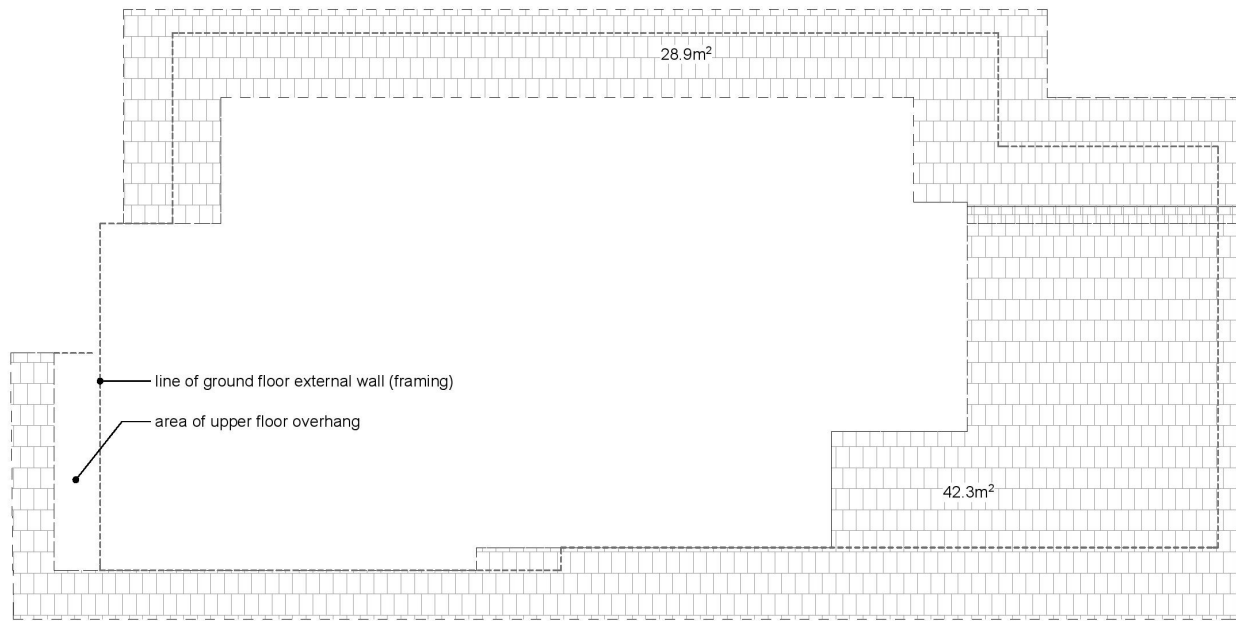 28.9m²
line of ground floor external wall (framing)
area of upper floor overhang
42.3m²